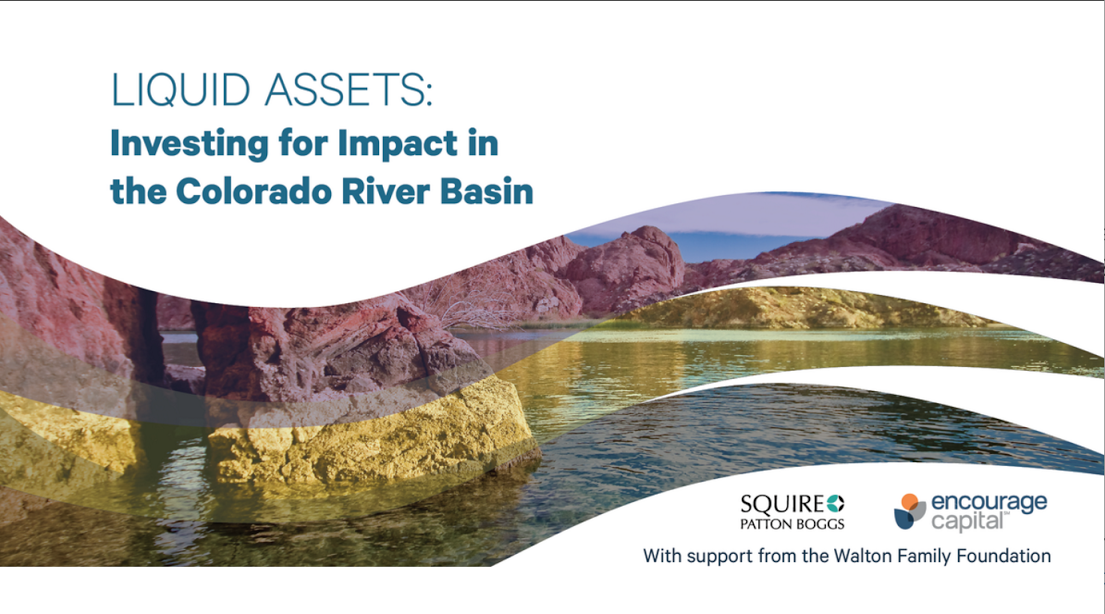 LIQUID ASSETS:
Investing for Impact in
the Colorado River Basin
SQUIRE
PATTON BOGGS
encourage
capital™
With support from the Walton Family Foundation